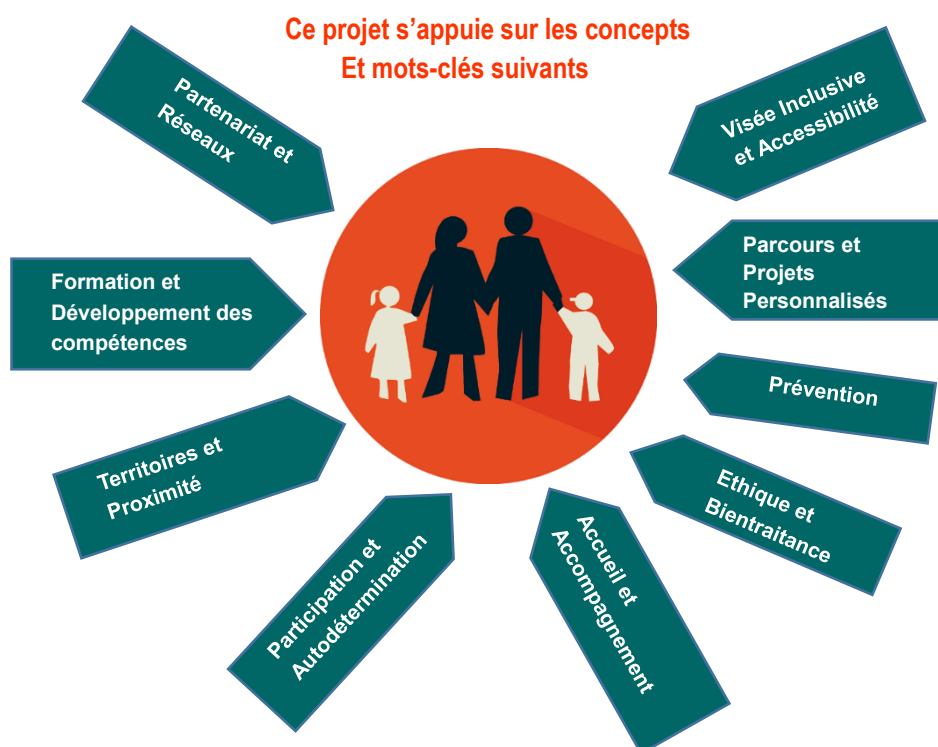 Ce projet s’appuie sur les concepts
Et mots-clés suivants
Partenariat et
Réseaux
Visée Inclusive
et Accessibilité
Formation et
Développement des
compétences
Parcours et
Projets
Personnalisés
Prévention
Territoires et
Proximité
Ethique et
Bientraitance
Participation et
Autodétermination
Accueil et
Accompagnement